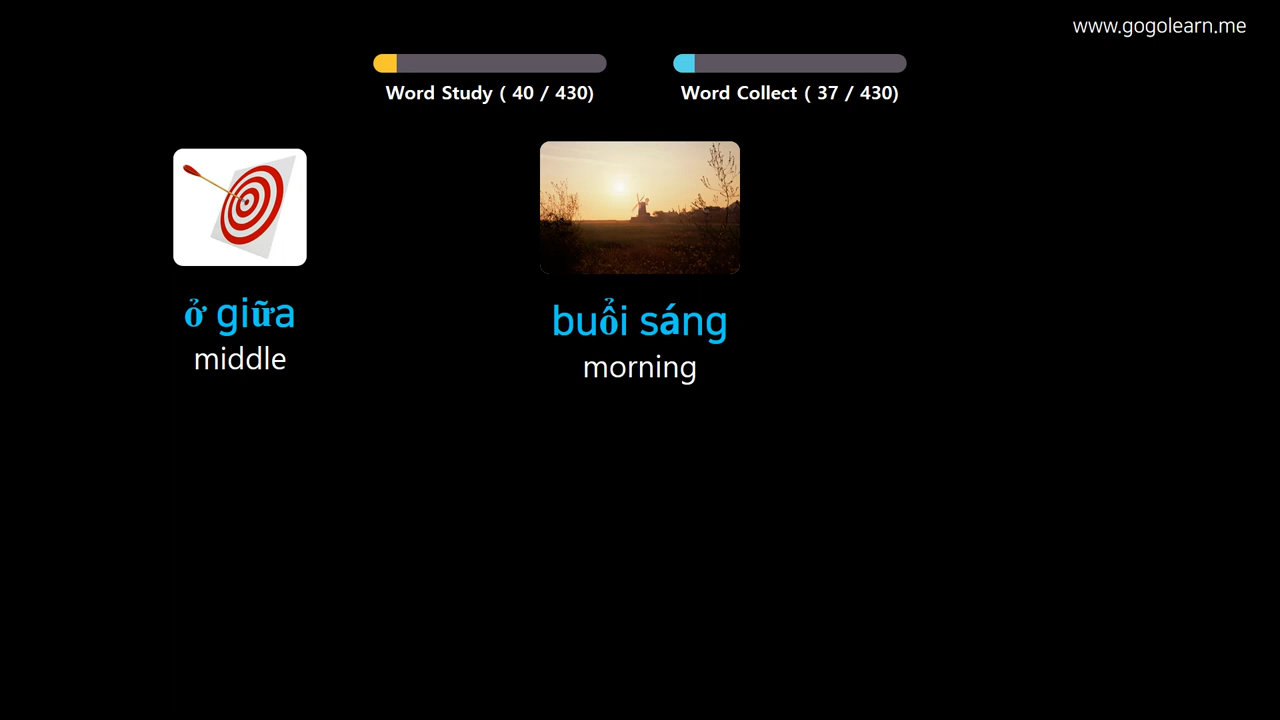 www.gogolearn.me
Word Study ( 40 / 430)
Word Collect ( 37 / 430)
ở giữa
middle
buổi sáng
morning